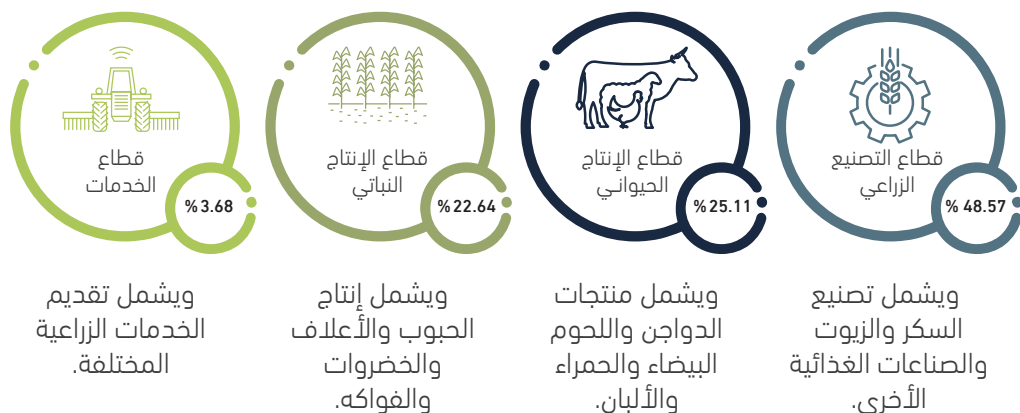 قطاع التصنيع
الزراعي
% 48.57
ويشمل تصنيع
السكر والزيوت
والصناعات الغذائية
الأخرى.
قطاع الإنتاج
الحيواني
% 25.11
ويشمل منتجات
الدواجن واللحوم
البيضاء والحمراء
والألبان.
قطاع الإنتاج
النباتي
% 22.64
ويشمل إنتاج
الحبوب والأعلاف
والخضروات
والفواكه.
قطاع
الخدمات
% 3.68
ويشمل تقديم
الخدمات الزراعية
المختلفة.